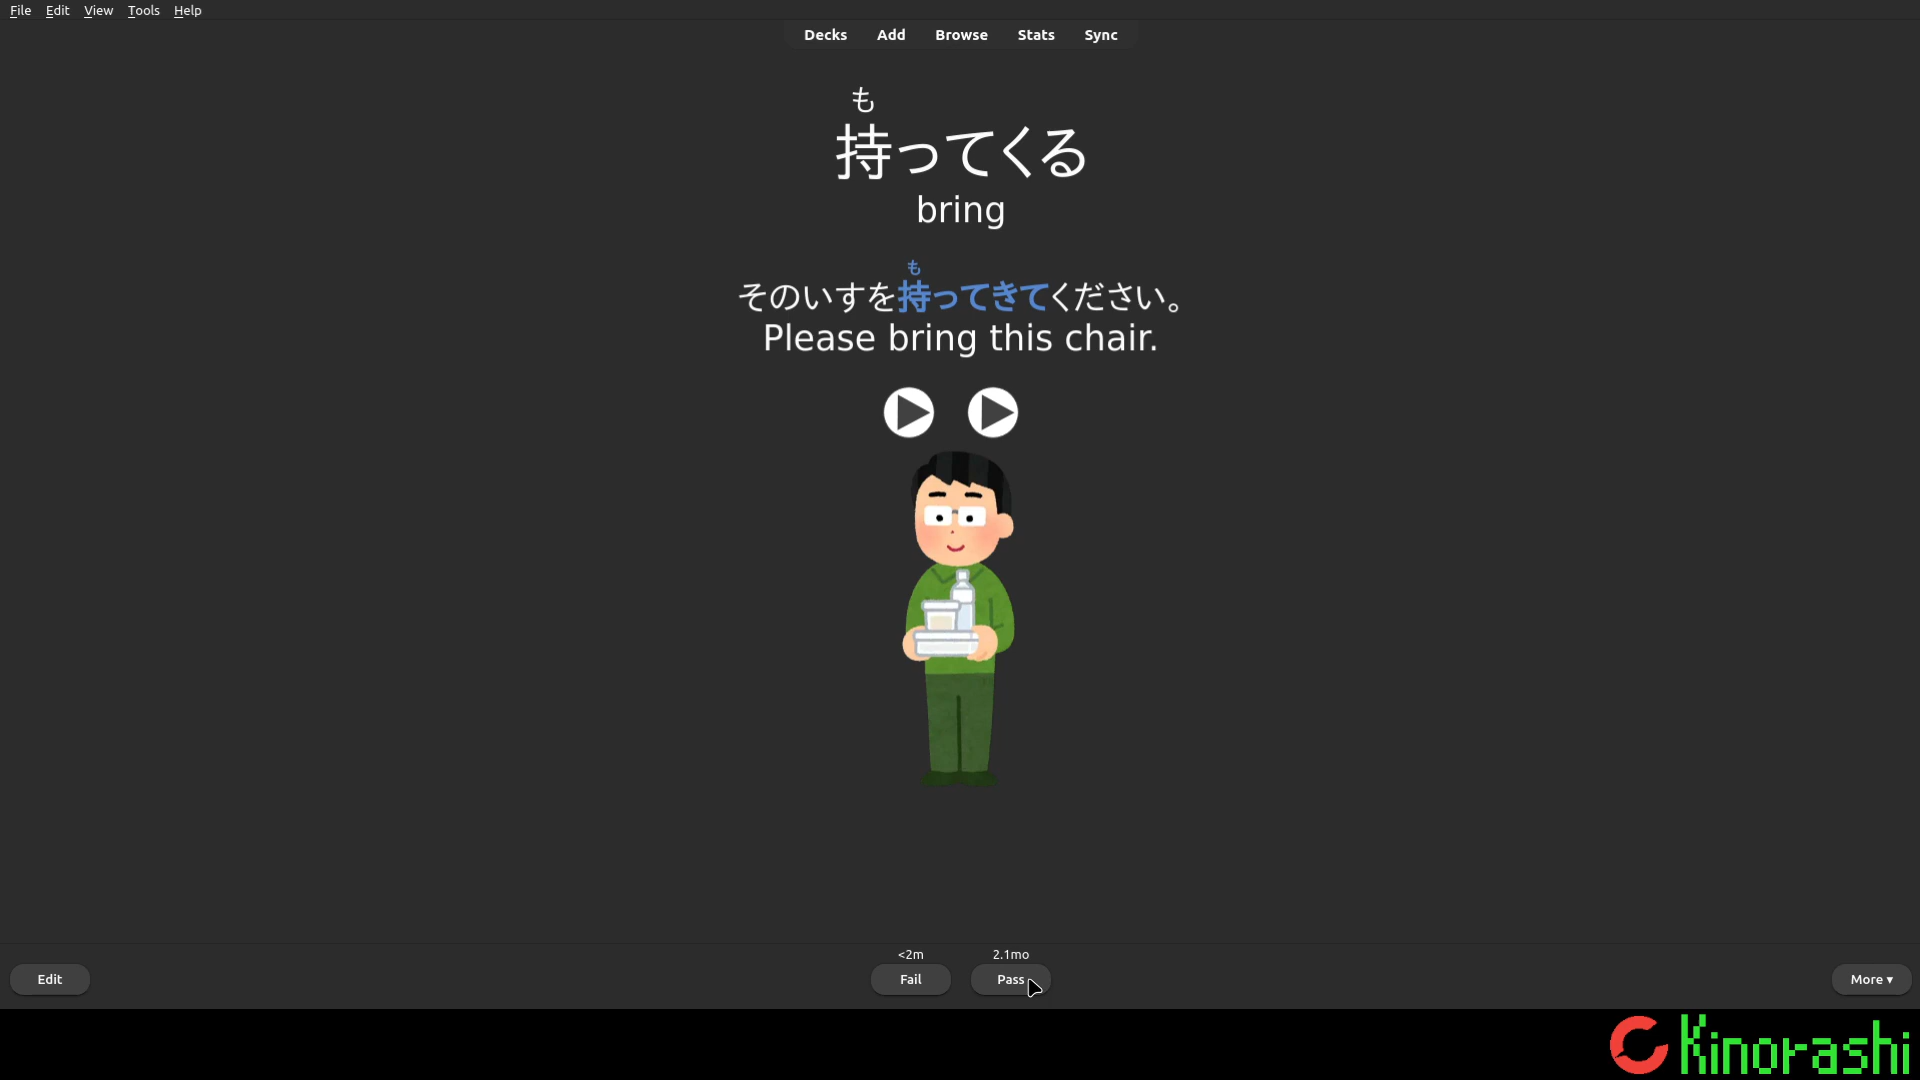 File Edit View Tools Help
Decks Add Browse Stats Sync
も
持ってくる
bring
も
そのいすを持ってきてください。
Please bring this chair.
<2m 2.1mo
Edit Fail Pass More ▾
Kinorashi